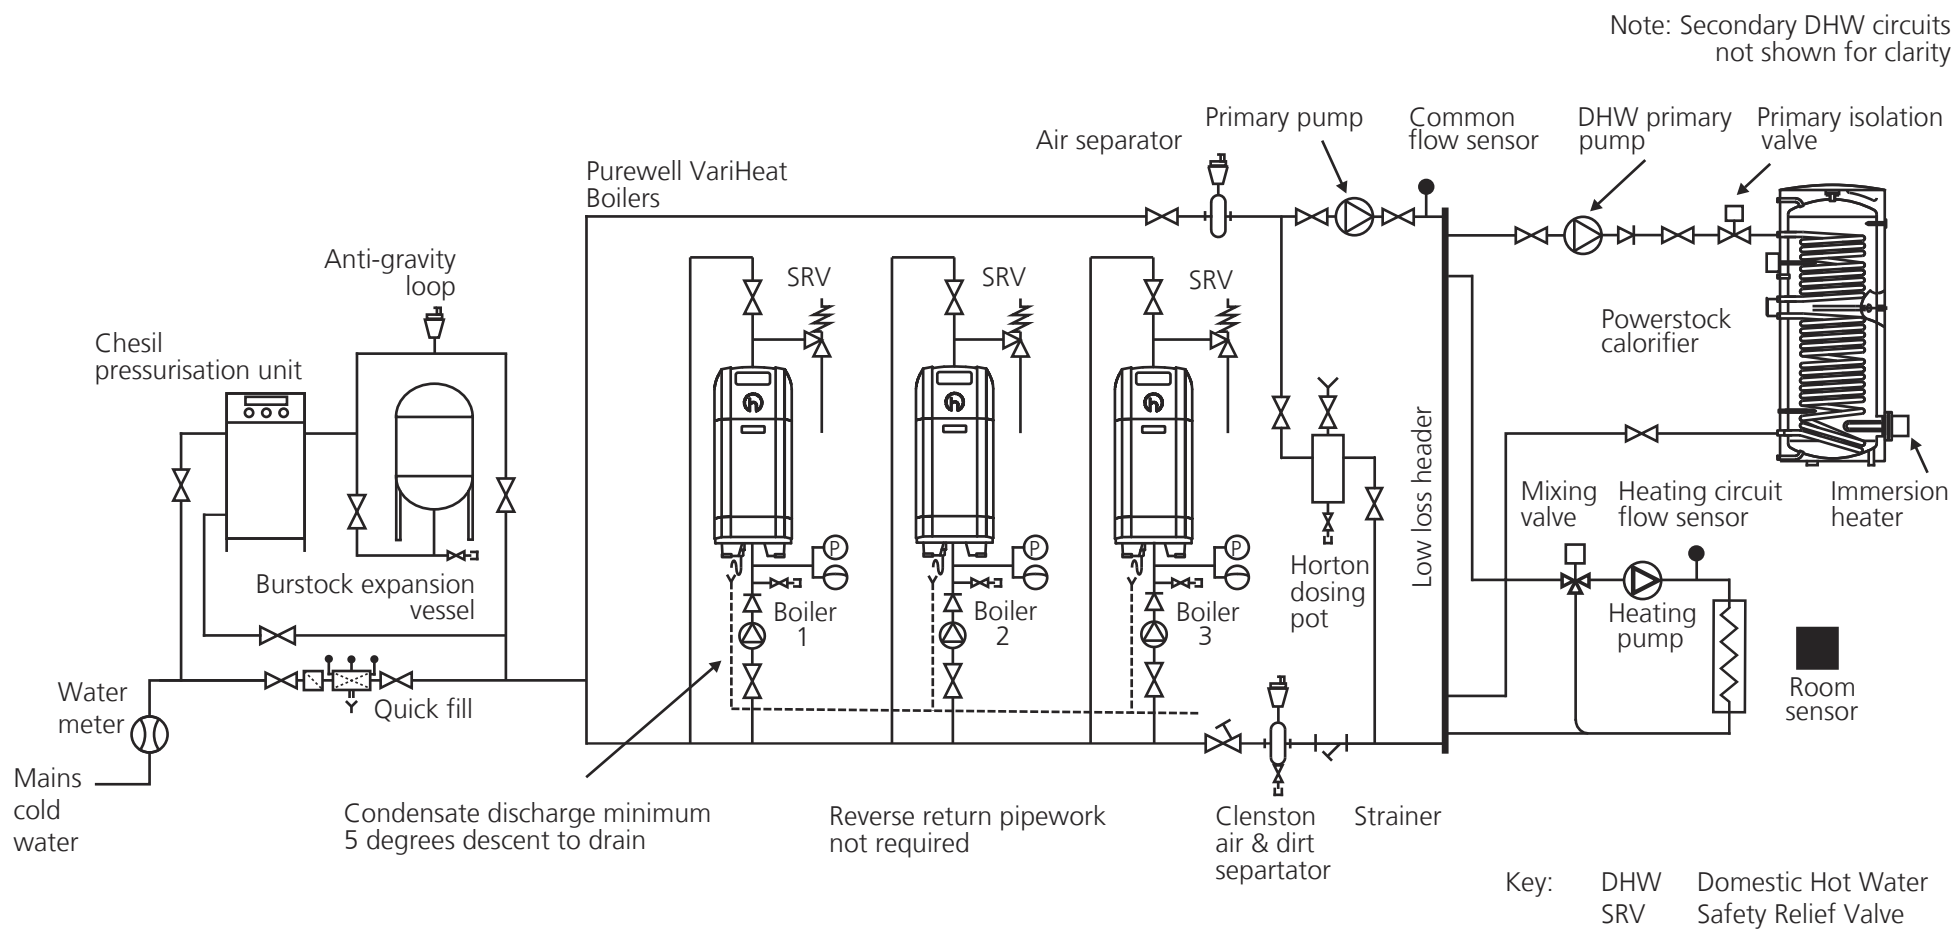 Note: Secondary DHW circuits
not shown for clarity
Primary pump
Common
flow sensor
DHW primary
pump
Primary isolation
valve
Air separator
Purewell VariHeat
Boilers
Anti-gravity
loop
SRV
SRV
SRV
Chesil
pressurisation unit
Powerstock
calorifier
h
h
h
Low loss header
Mixing
valve
Heating circuit
flow sensor
Immersion
heater
P
P
P
Burstock expansion
vessel
Boiler
1
Boiler
2
Boiler
3
Horton
dosing
pot
Heating
pump
Room
sensor
Water
meter
Quick fill
Mains
cold
water
Condensate discharge minimum
5 degrees descent to drain
Reverse return pipework
not required
Clenston
air & dirt
separtator
Strainer
Key:
DHW Domestic Hot Water
SRV Safety Relief Valve